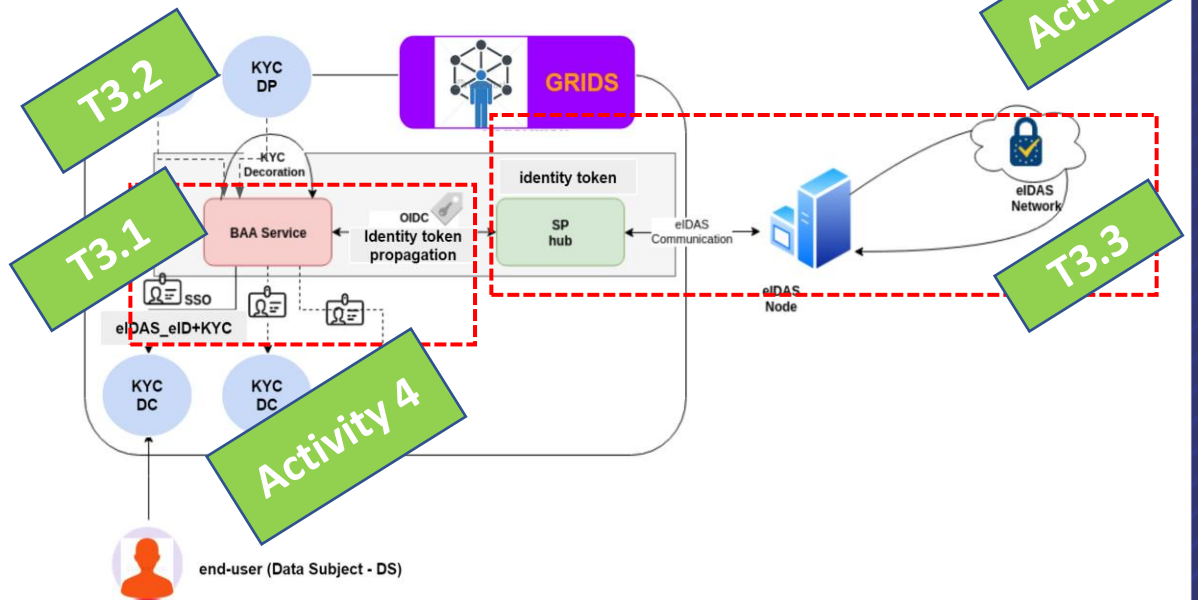 Activ
T3.2
KYC
DP
GRIDS
KYC
Decoration
identity token
eIDAS
Network
T3.1
BAA Service
OIDC
Identity token
propagation
SP
hub
eIDAS
Communication
T3.3
SSO
eIDAS
Node
eIDAS_eID+KYC
KYC
DC
KYC
DC
Activity 4
end-user (Data Subject - DS)